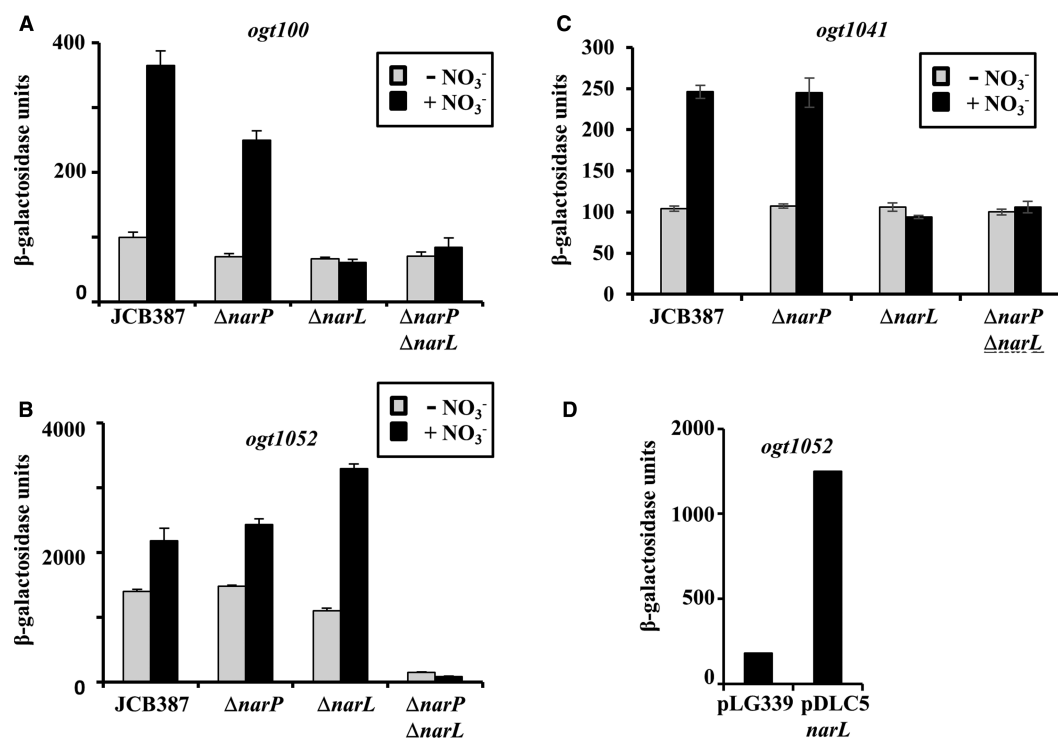 A
ogt100
β-galactosidase units
400
200
0
− NO₃⁻
+ NO₃⁻
JCB387 ΔnarP ΔnarL ΔnarP
ΔnarL
C
ogt1041
β-galactosidase units
300
250
200
150
100
50
0
− NO₃⁻
+ NO₃⁻
JCB387 ΔnarP ΔnarL ΔnarP
ΔnarL
B
ogt1052
β-galactosidase units
4000
2000
0
− NO₃⁻
+ NO₃⁻
JCB387 ΔnarP ΔnarL ΔnarP
ΔnarL
D
ogt1052
β-galactosidase units
2000
1000
500
0
pLG339 pDLC5
narL